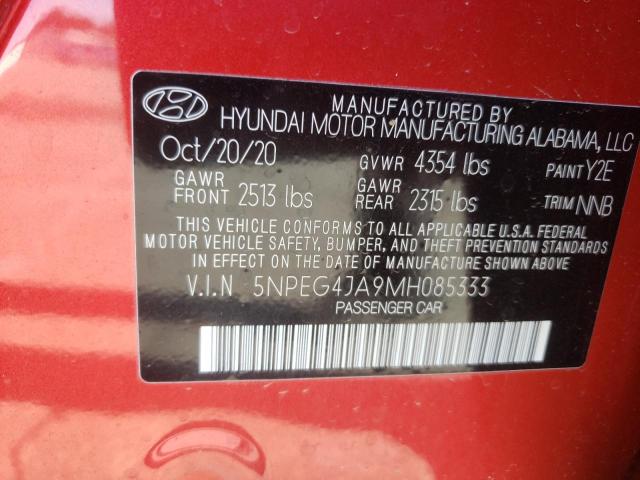 MANUFACTURED BY
HYUNDAI MOTOR MANUFACTURING ALABAMA, LLC
Oct/20/20 GVWR 4354 lbs PAINT Y2E
GAWR FRONT 2513 lbs GAWR REAR 2315 lbs TRIM NNB
THIS VEHICLE CONFORMS TO ALL APPLICABLE U.S.A. FEDERAL
MOTOR VEHICLE SAFETY, BUMPER, AND THEFT PREVENTION STANDARDS
IN EFFECT ON THE DATE OF MANUFACTURE SHOWN ABOVE.
V.I.N 5NPEG4JA9MH085333
PASSENGER CAR